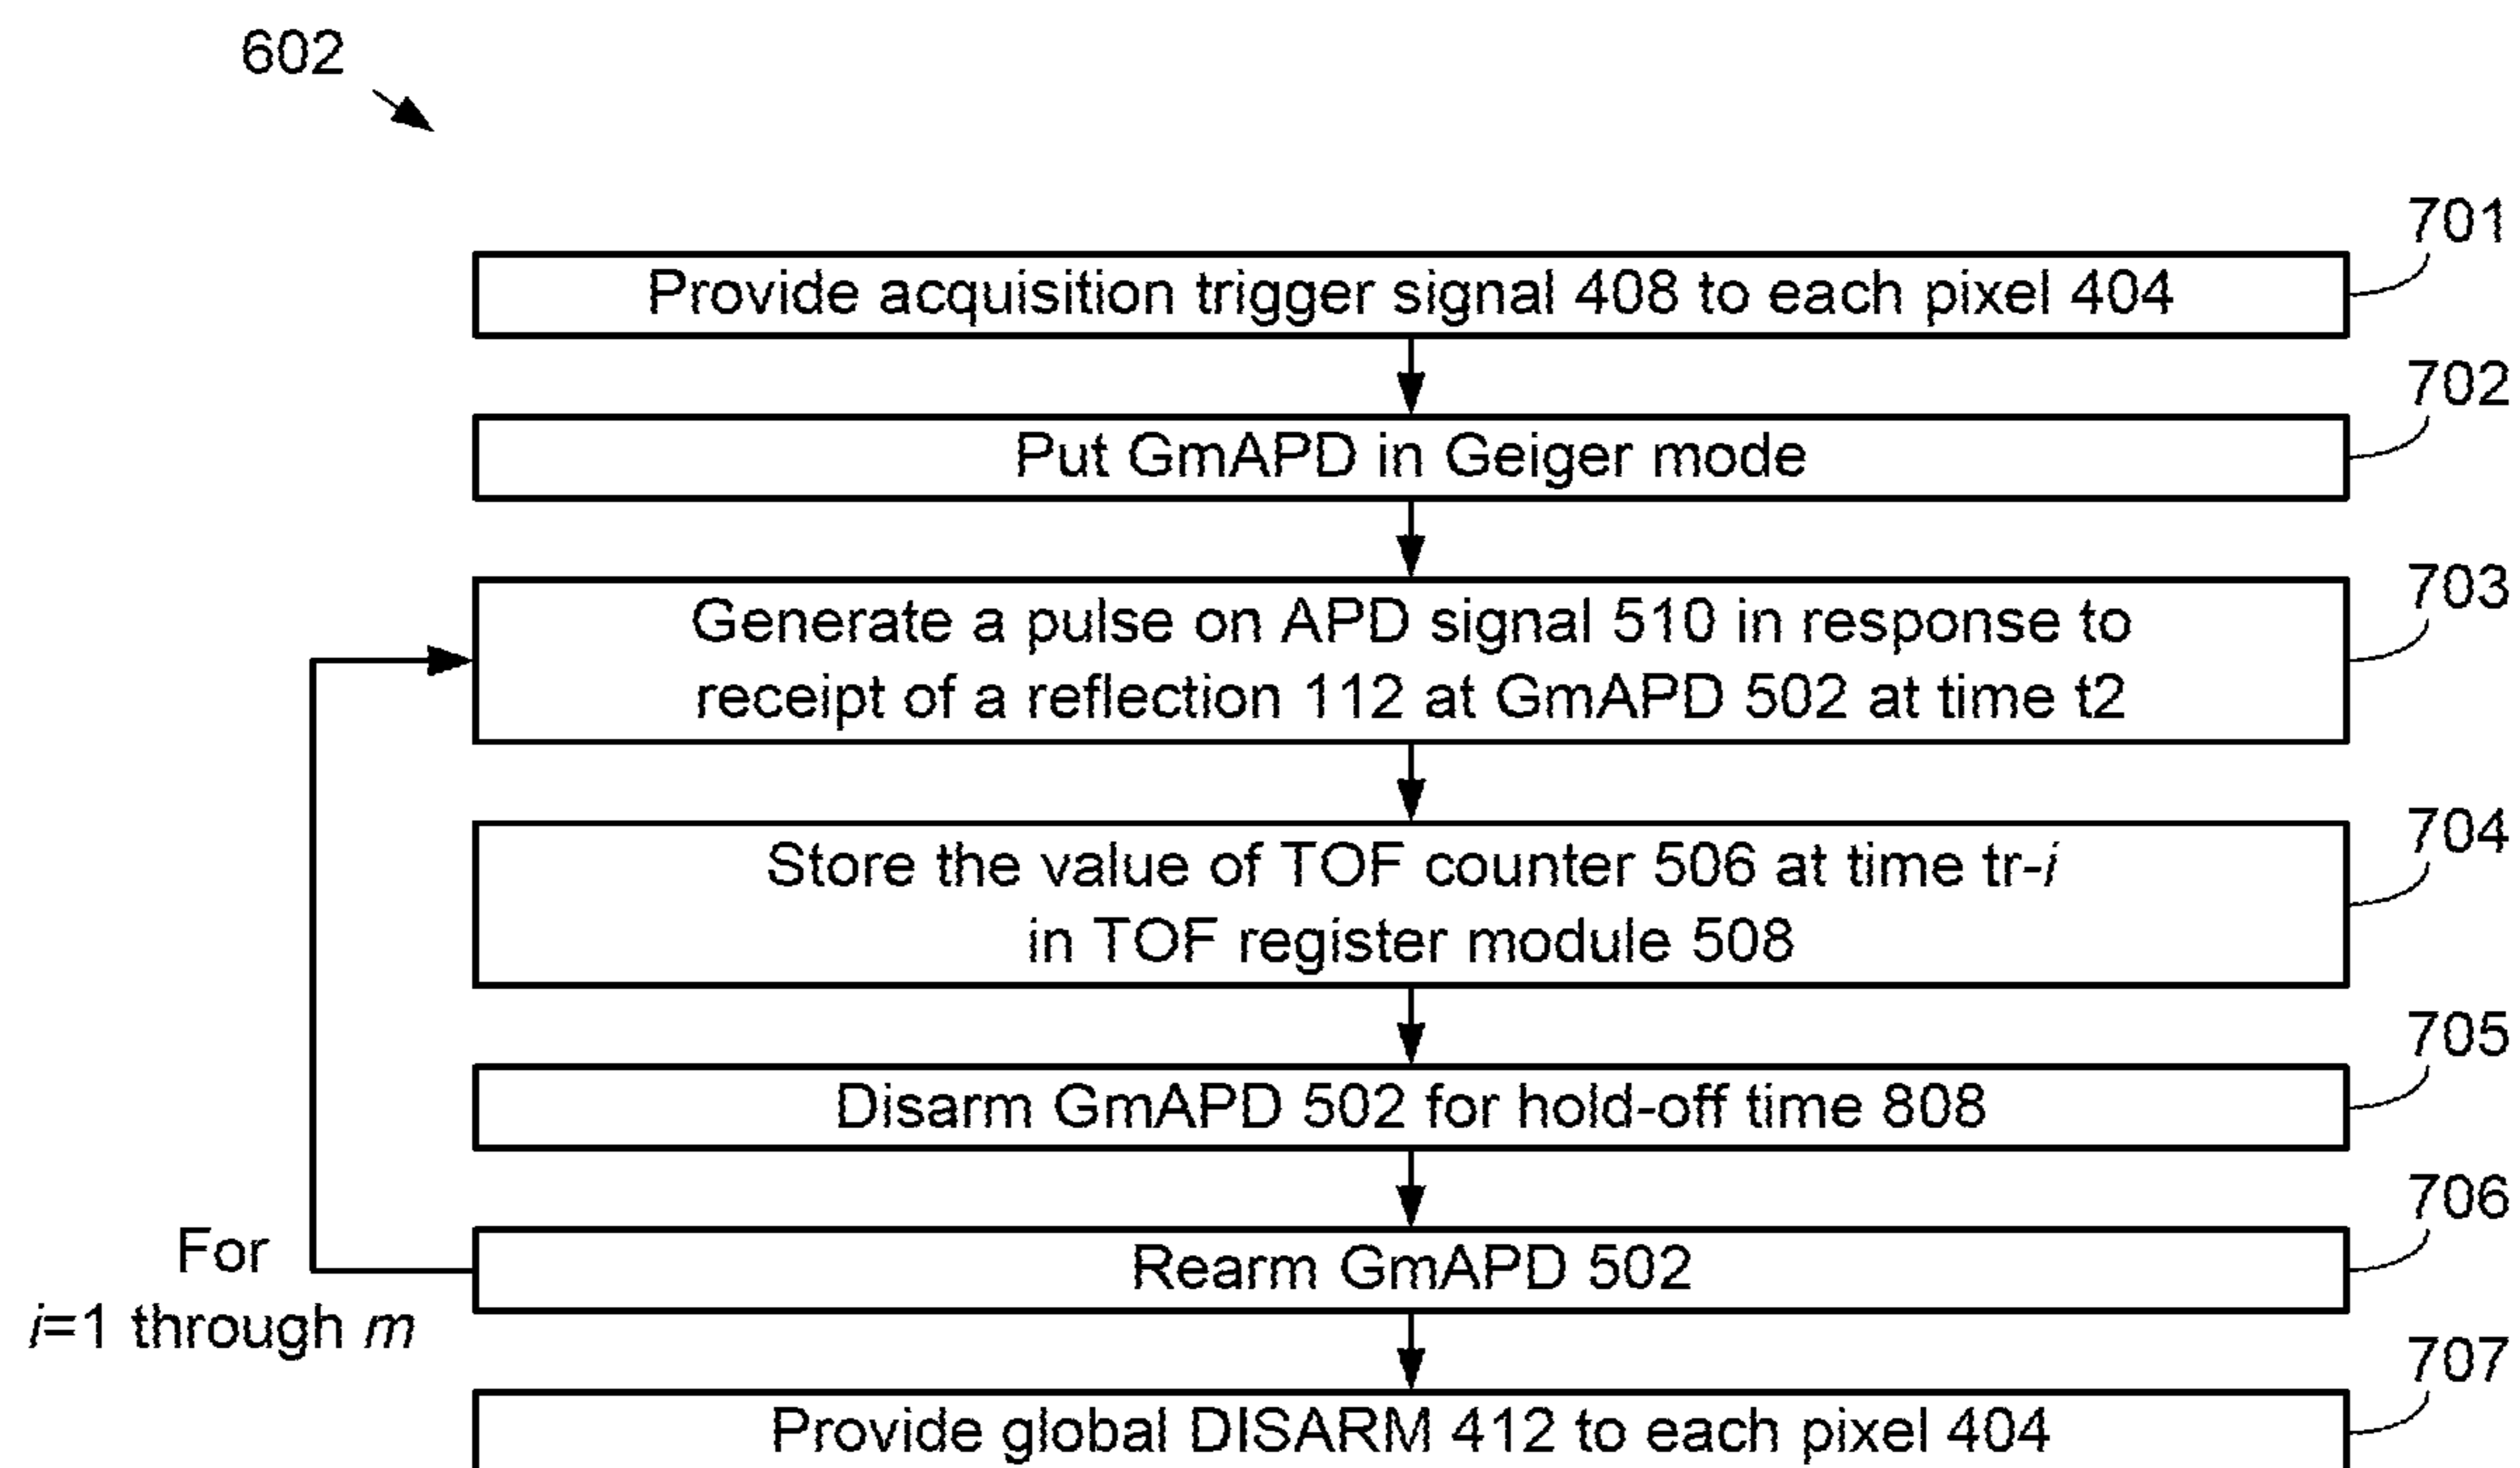 602
701
Provide acquisition trigger signal 408 to each pixel 404
702
Put GmAPD in Geiger mode
703
Generate a pulse on APD signal 510 in response to
receipt of a reflection 112 at GmAPD 502 at time t2
704
Store the value of TOF counter 506 at time tr-i
in TOF register module 508
705
Disarm GmAPD 502 for hold-off time 808
706
Rearm GmAPD 502
For
i=1 through m
707
Provide global DISARM 412 to each pixel 404